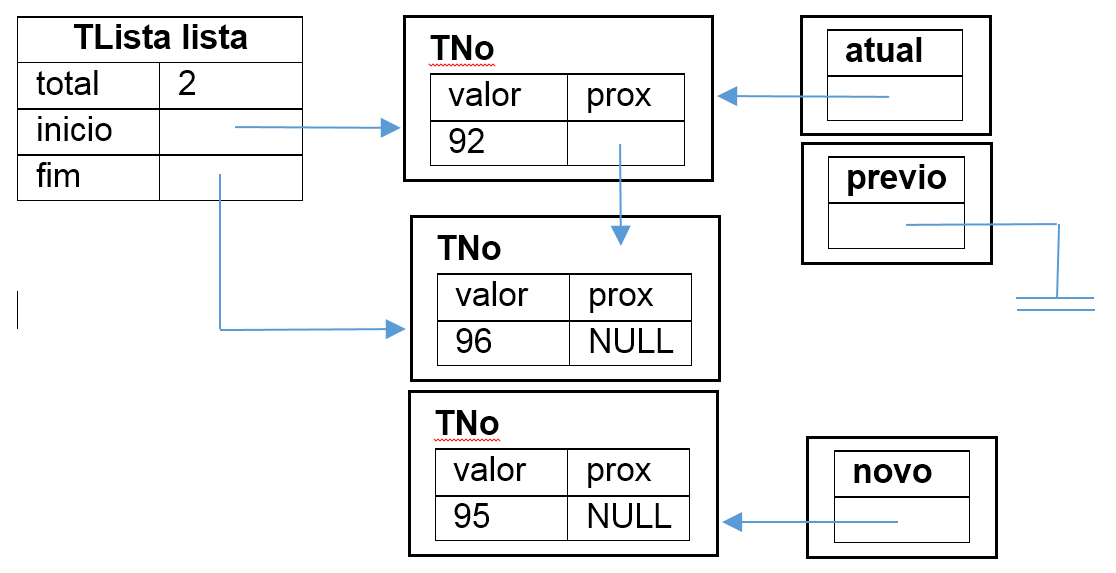 TLista lista
total 2
inicio
fim
TNo
valor prox
92
atual
previo
TNo
valor prox
96 NULL
TNo
valor prox
95 NULL
novo